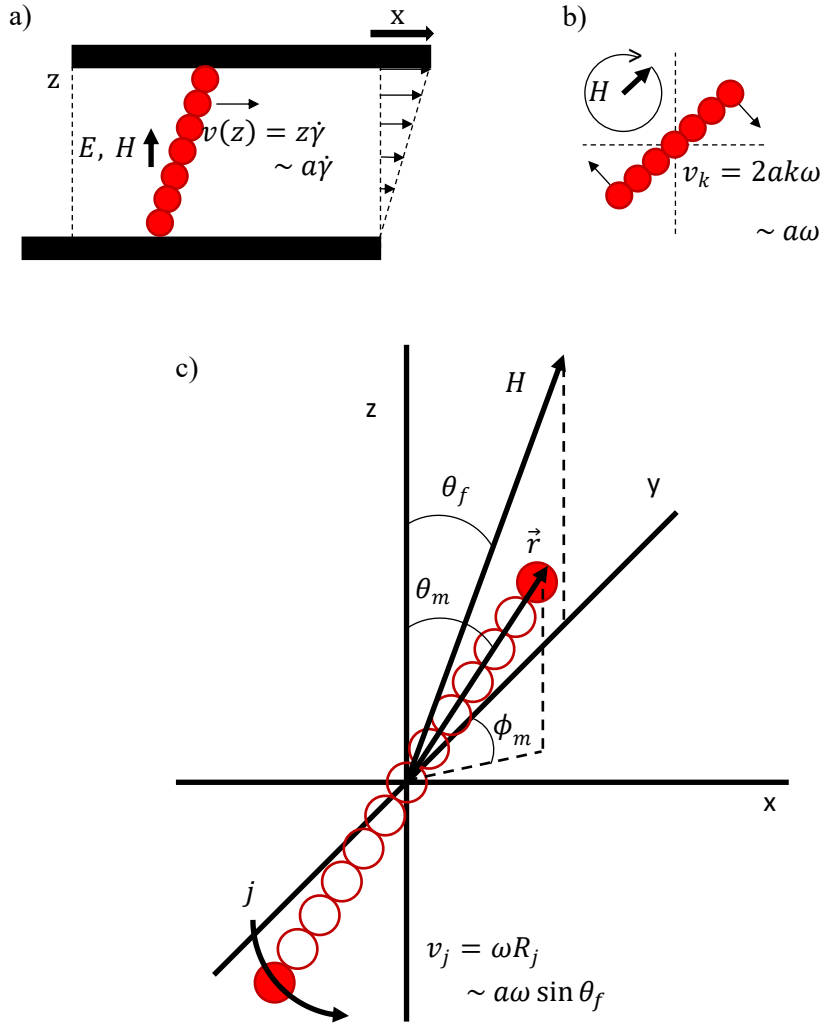 a)
x
z
E, H
v(z) = zγ̇
~ aγ̇
b)
H
v_k = 2akω
~ aω
c)
z
H
θ_f
y
r⃗
θ_m
ϕ_m
x
j
v_j = ωR_j
~ aω sin θ_f